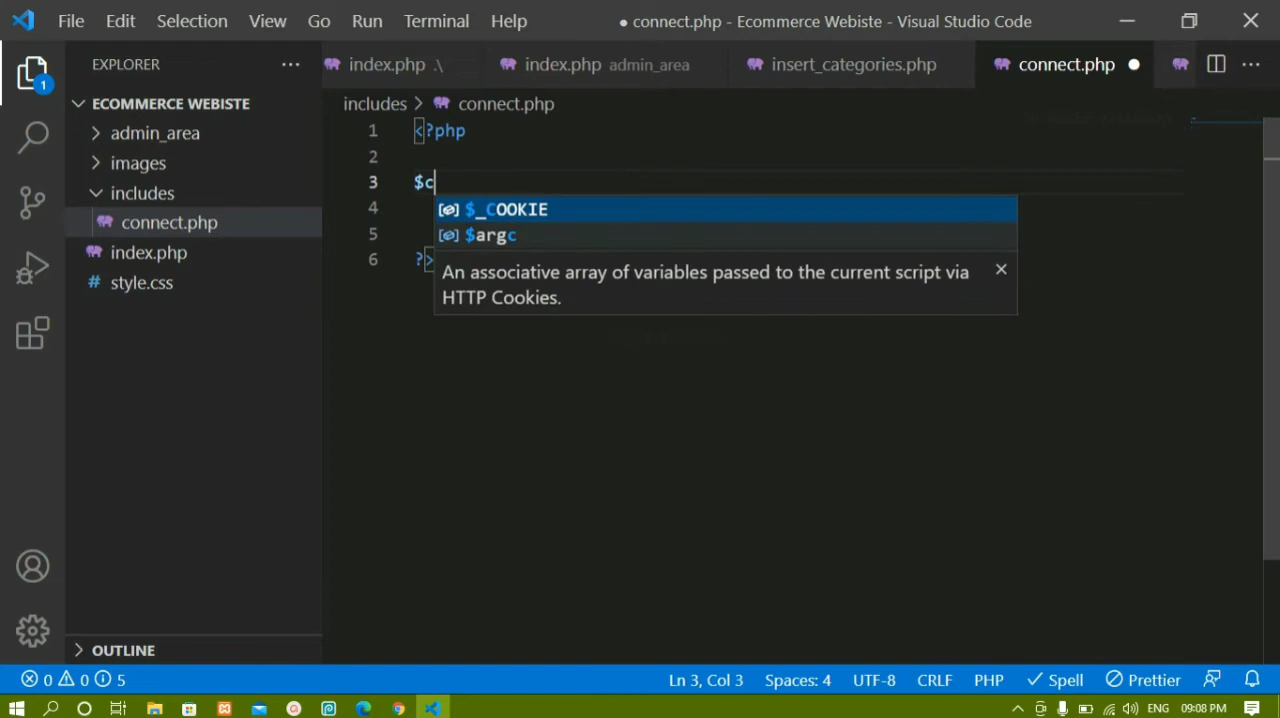 File Edit Selection View Go Run Terminal Help ● connect.php - Ecommerce Webiste - Visual Studio Code
EXPLORER ...
index.php .\ index.php admin_area insert_categories.php connect.php ● ...
1
ECOMMERCE WEBISTE
admin_area
images
includes
connect.php
index.php
style.css
OUTLINE
includes > connect.php
1 <?php
2
3 $c
4
5
6 ?>
$_COOKIE
$argc
An associative array of variables passed to the current script via
HTTP Cookies.
0 0 5 Ln 3, Col 3 Spaces: 4 UTF-8 CRLF PHP Spell Prettier
ENG 09:08 PM